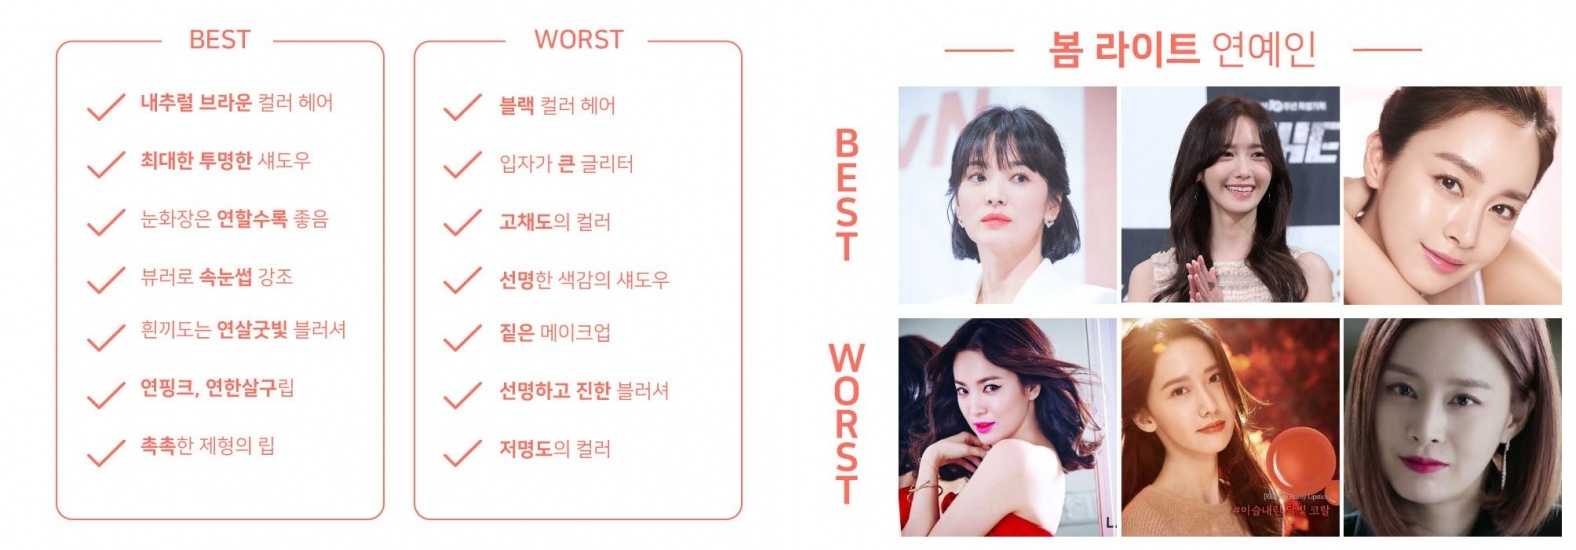 BEST
내추럴 브라운 컬러 헤어
최대한 투명한 섀도우
눈화장은 연할수록 좋음
뷰러로 속눈썹 강조
흰끼도는 연살굿빛 블러셔
연핑크, 연한살구립
촉촉한 제형의 립
WORST
블랙 컬러 헤어
입자가 큰 글리터
고채도의 컬러
선명한 색감의 섀도우
짙은 메이크업
선명하고 진한 블러셔
저명도의 컬러
봄 라이트 연예인
BEST
WORST
#이슬내린 달빛 코랄